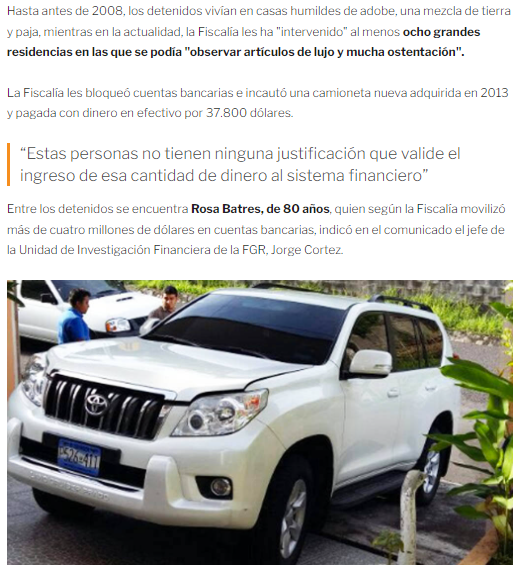 Hasta antes de 2008, los detenidos vivían en casas humildes de adobe, una mezcla de tierra
y paja, mientras en la actualidad, la Fiscalía les ha "intervenido" al menos ocho grandes
residencias en las que se podía "observar artículos de lujo y mucha ostentación".
La Fiscalía les bloqueó cuentas bancarias e incautó una camioneta nueva adquirida en 2013
y pagada con dinero en efectivo por 37.800 dólares.
“Estas personas no tienen ninguna justificación que valide el
ingreso de esa cantidad de dinero al sistema financiero”
Entre los detenidos se encuentra Rosa Batres, de 80 años, quien según la Fiscalía movilizó
más de cuatro millones de dólares en cuentas bancarias, indicó en el comunicado el jefe de
la Unidad de Investigación Financiera de la FGR, Jorge Cortez.